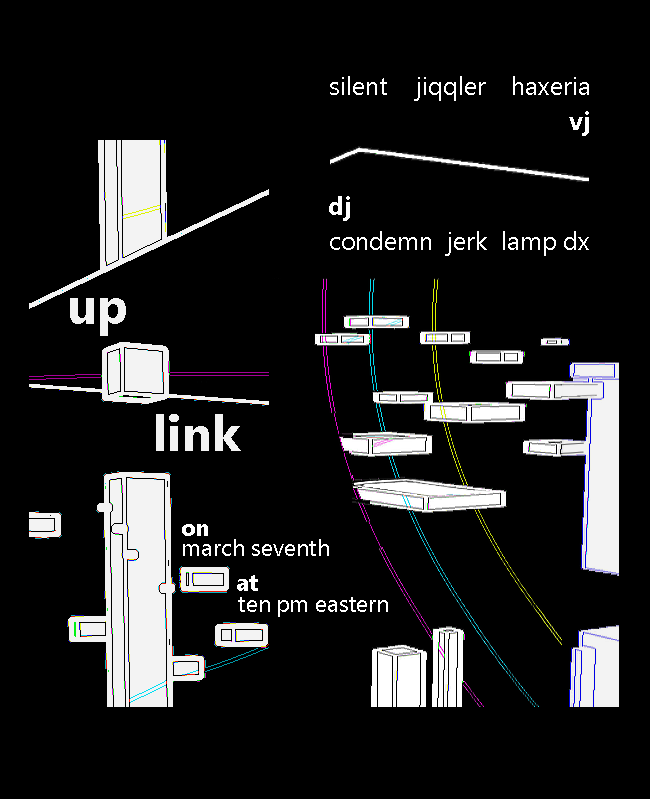 silent jiqqler haxeria
vj
dj
condemn jerk lamp dx
up
link
on
march seventh
at
ten pm eastern